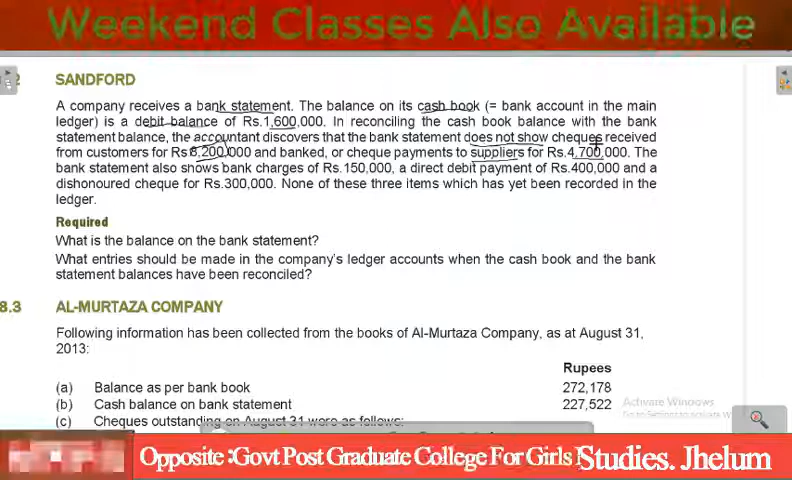 Weekend Classes Also Available
SANDFORD
A company receives a bank statement. The balance on its cash book (= bank account in the main
ledger) is a debit balance of Rs.1,600,000. In reconciling the cash book balance with the bank
statement balance, the accountant discovers that the bank statement does not show cheques received
from customers for Rs.8,200,000 and banked, or cheque payments to suppliers for Rs.4,700,000. The
bank statement also shows bank charges of Rs.150,000, a direct debit payment of Rs.400,000 and a
dishonoured cheque for Rs.300,000. None of these three items which has yet been recorded in the
ledger.
Required
What is the balance on the bank statement?
What entries should be made in the company's ledger accounts when the cash book and the bank
statement balances have been reconciled?
8.3 AL-MURTAZA COMPANY
Following information has been collected from the books of Al-Murtaza Company, as at August 31,
2013:
Rupees
(a) Balance as per bank book 272,178
(b) Cash balance on bank statement 227,522
Activate Windows
(c) Cheques outstanding on August 31 were as follows:
Opposite :Govt Post Graduate College For Girls Studies. Jhelum